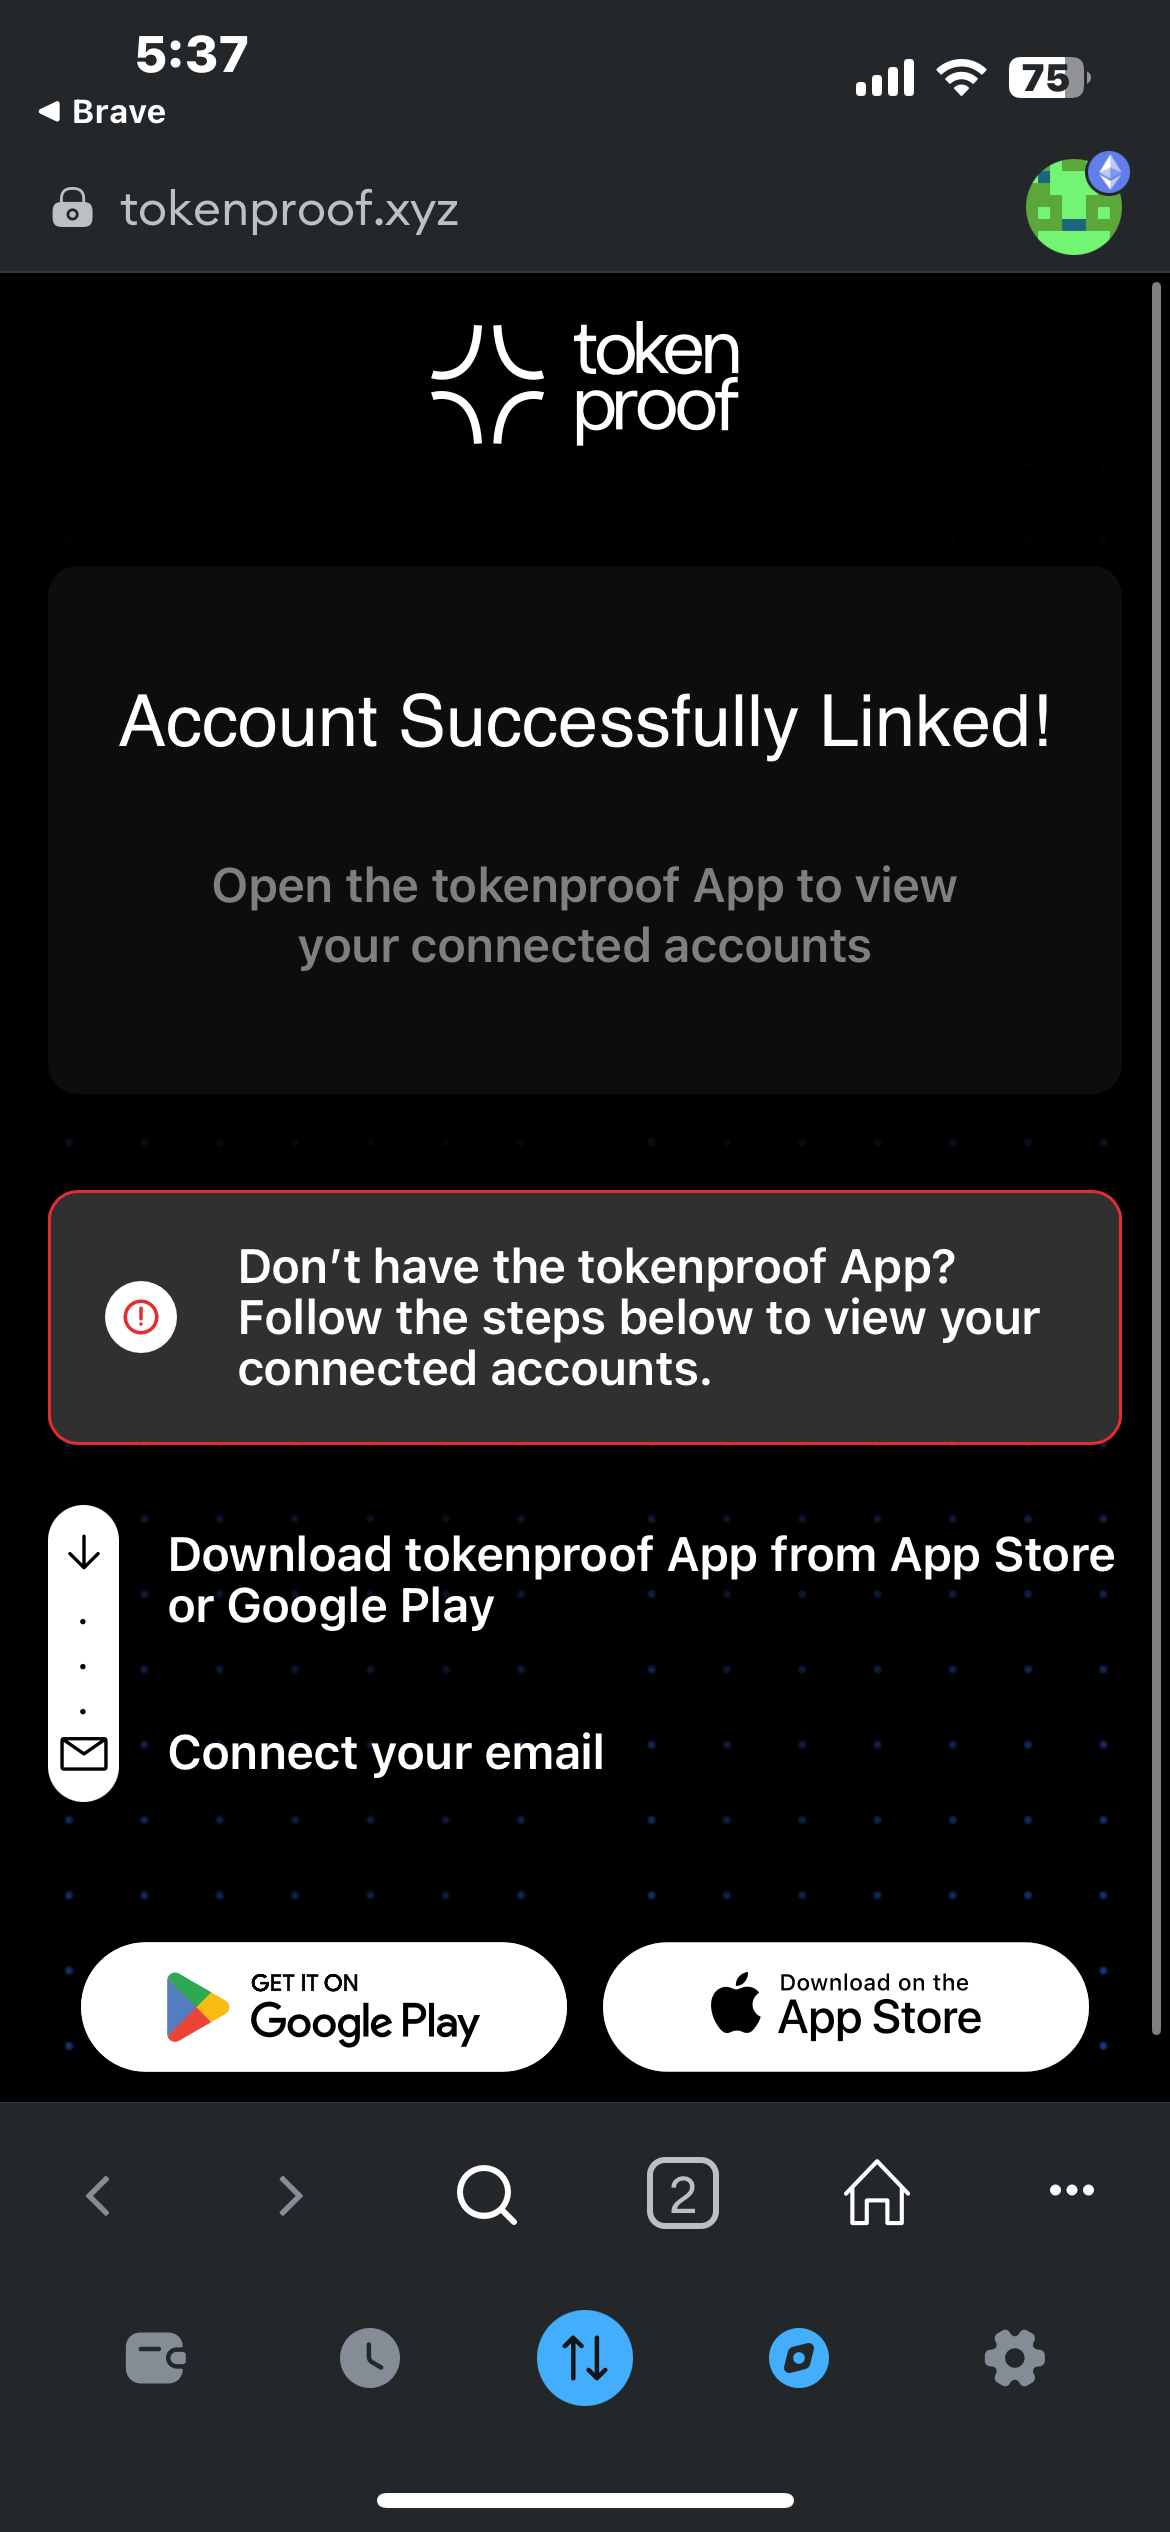 5:37
75
◀ Brave
tokenproof.xyz
token
proof
Account Successfully Linked!
Open the tokenproof App to view
your connected accounts
Don’t have the tokenproof App?
Follow the steps below to view your
connected accounts.
Download tokenproof App from App Store
or Google Play
Connect your email
GET IT ON
Google Play
Download on the
App Store
2